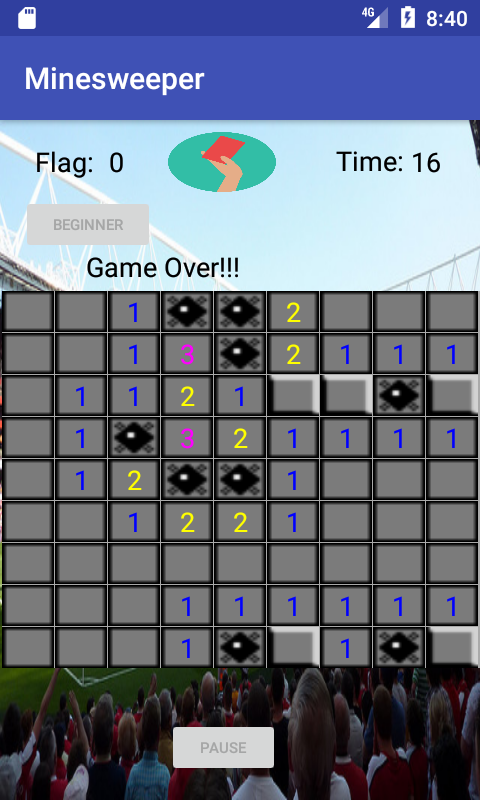 4G 8:40
Minesweeper
Flag: 0 Time: 16
BEGINNER
Game Over!!!
1 2
1 3 2 1 1 1
1 1 2 1
1 3 2 1 1 1 1
1 2 1
1 2 2 1
1 1 1 1 1 1
1 1
PAUSE